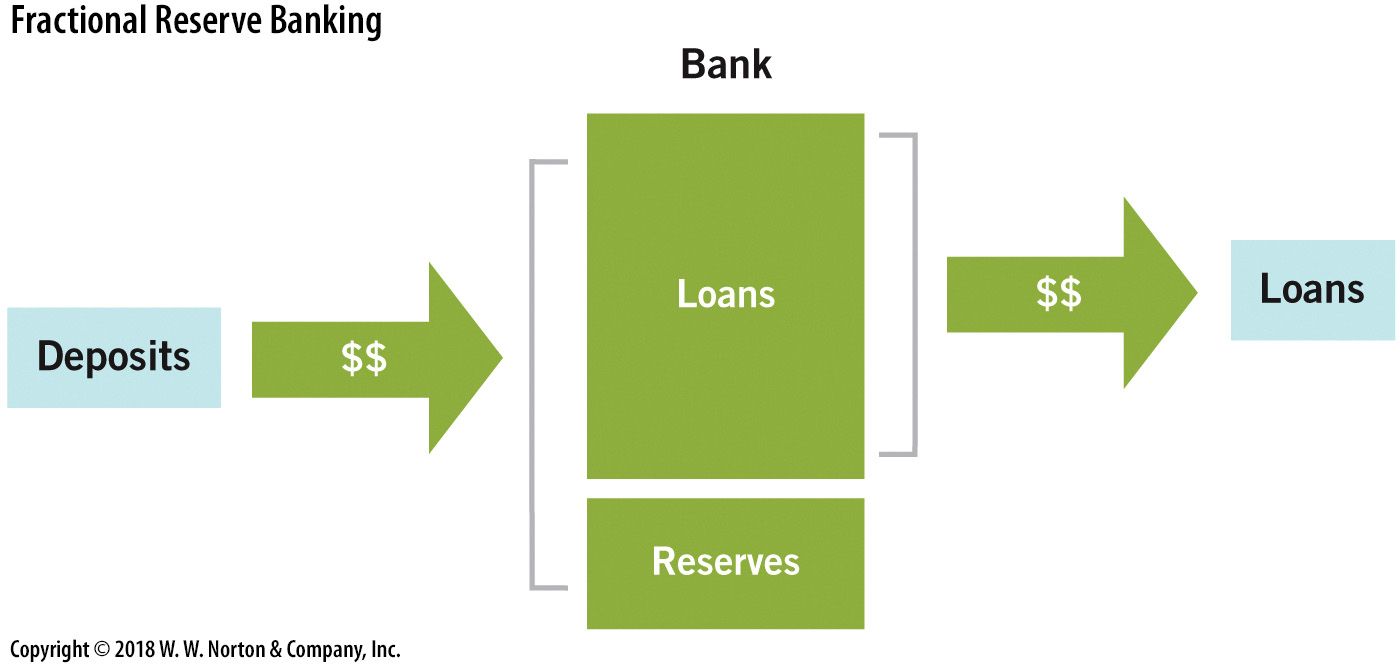 Fractional Reserve Banking
Bank
Deposits
$$
Loans
Reserves
$$
Loans
Copyright © 2018 W. W. Norton & Company, Inc.